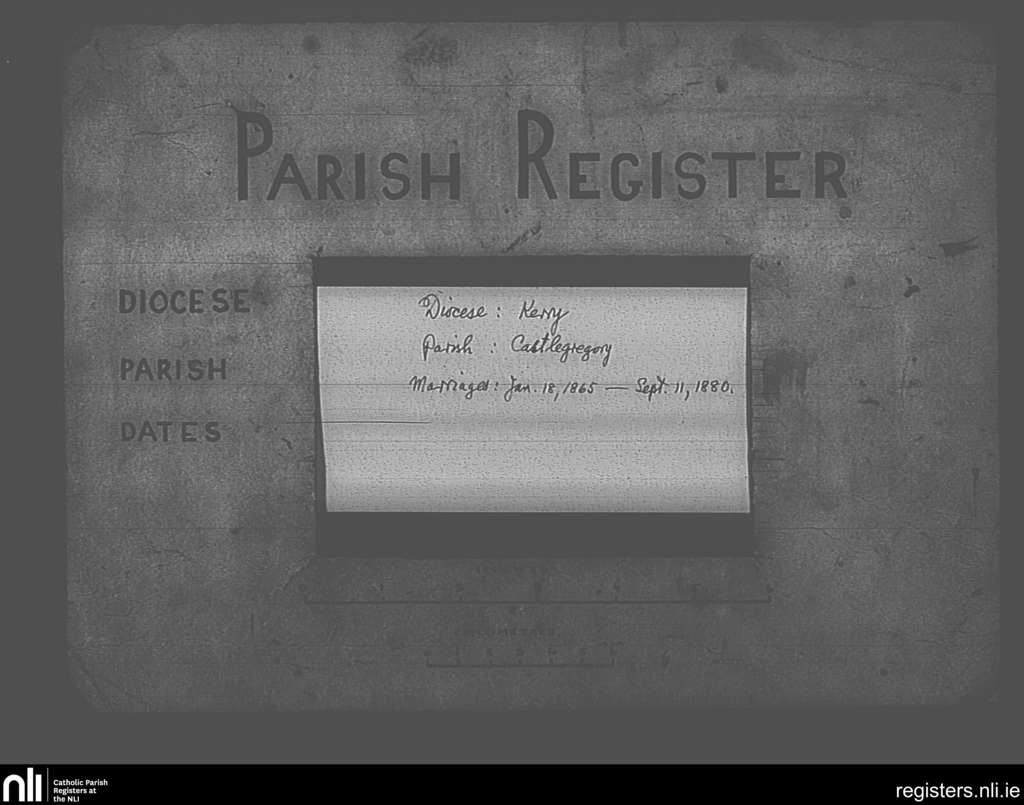 PARISH REGISTER
DIOCESE
PARISH
DATES
Diocese : Kerry
Parish : Castlegregory
Marriages : Jan. 18, 1865 — Sept. 11, 1880.
nli
Catholic Parish
Registers at
the NLI
registers.nli.ie